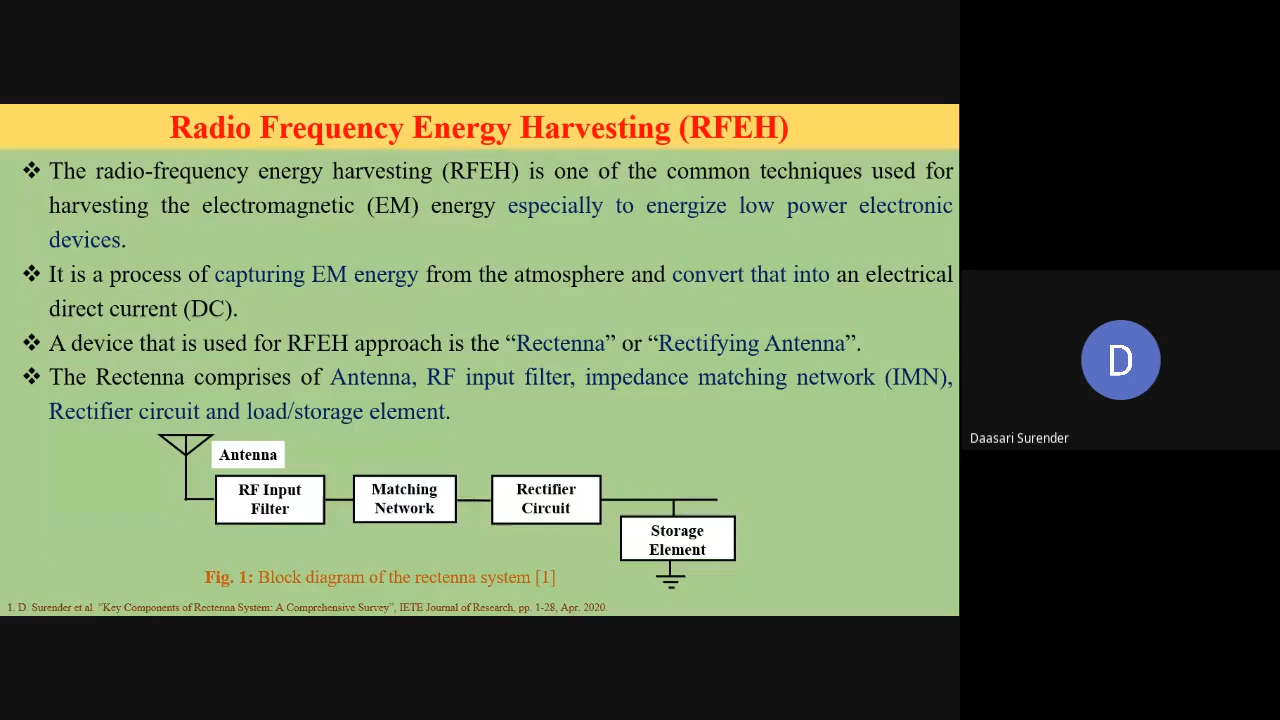 Radio Frequency Energy Harvesting (RFEH)
❖ The radio-frequency energy harvesting (RFEH) is one of the common techniques used for
harvesting the electromagnetic (EM) energy especially to energize low power electronic
devices.
❖ It is a process of capturing EM energy from the atmosphere and convert that into an electrical
direct current (DC).
❖ A device that is used for RFEH approach is the “Rectenna” or “Rectifying Antenna”.
❖ The Rectenna comprises of Antenna, RF input filter, impedance matching network (IMN),
Rectifier circuit and load/storage element.
Antenna
RF Input
Filter
Matching
Network
Rectifier
Circuit
Storage
Element
Fig. 1: Block diagram of the rectenna system [1]
1. D. Surender et al. “Key Components of Rectenna System: A Comprehensive Survey”, IETE Journal of Research, pp. 1-28, Apr. 2020.
D
Daasari Surender